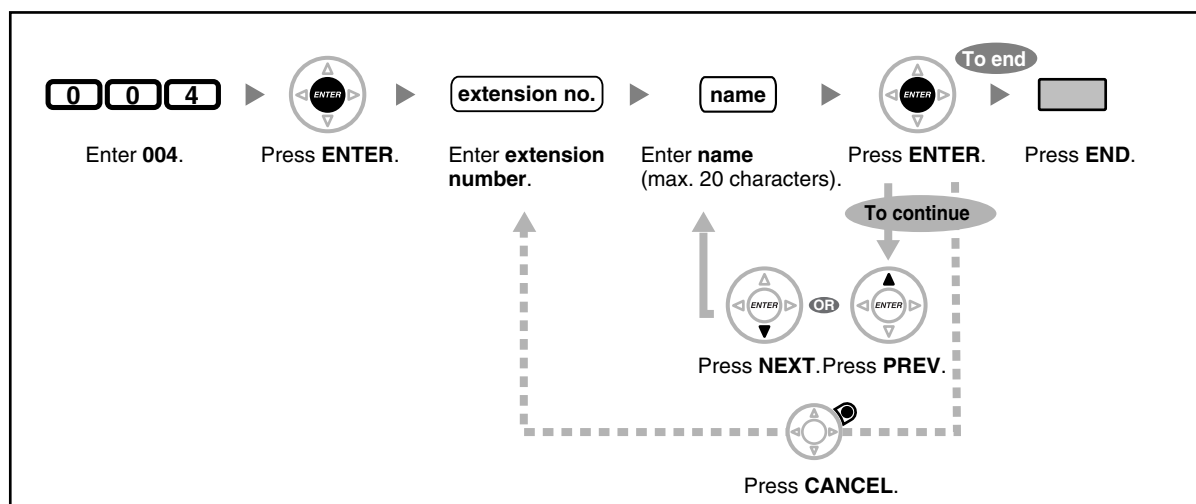 To end
0 0 4
ENTER
extension no.
name
ENTER
Enter 004.
Press ENTER.
Enter extension
number.
Enter name
(max. 20 characters).
Press ENTER.
Press END.
To continue
ENTER
OR
ENTER
Press NEXT.
Press PREV.
Press CANCEL.